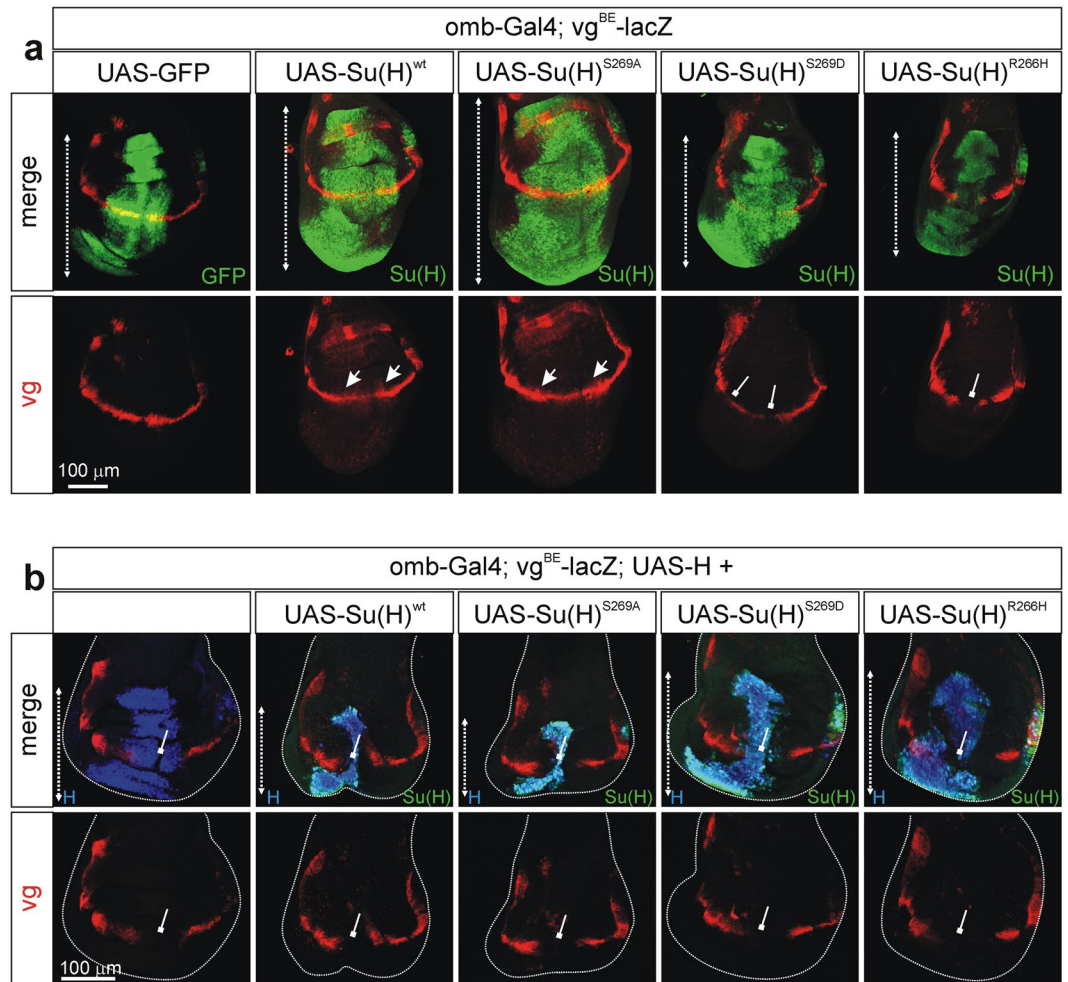 a
omb-Gal4; vg^BE-lacZ
UAS-GFP UAS-Su(H)^wt UAS-Su(H)^S269A UAS-Su(H)^S269D UAS-Su(H)^R266H
merge
GFP Su(H) Su(H) Su(H) Su(H)
vg
100 μm
b
omb-Gal4; vg^BE-lacZ; UAS-H +
UAS-Su(H)^wt UAS-Su(H)^S269A UAS-Su(H)^S269D UAS-Su(H)^R266H
merge
H H Su(H) H Su(H) H Su(H) H Su(H)
vg
100 μm